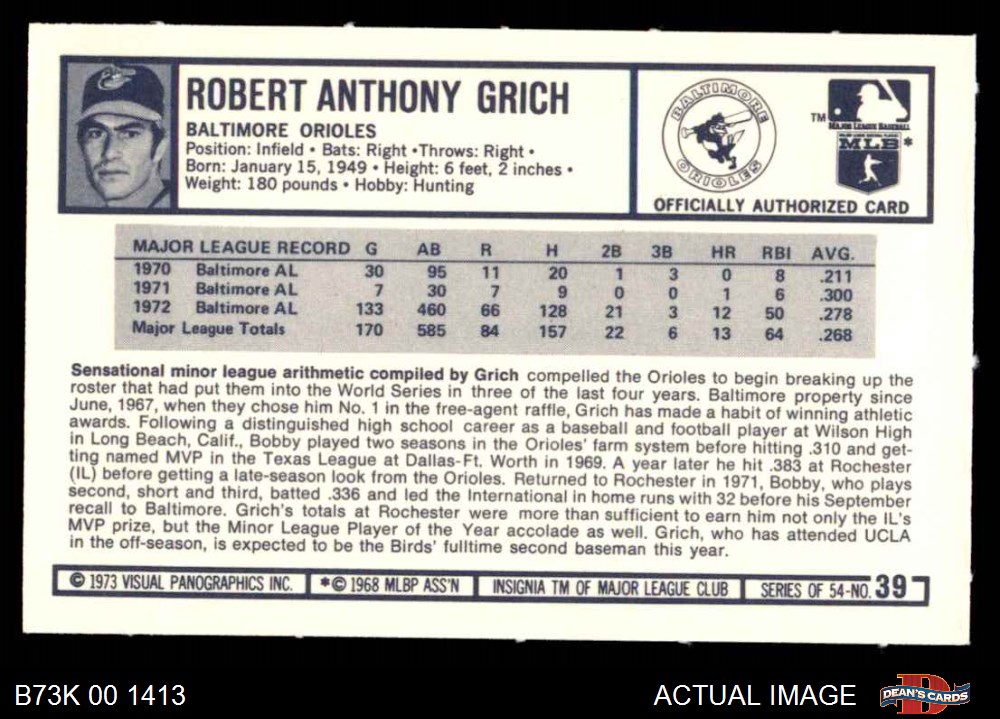 ROBERT ANTHONY GRICH
BALTIMORE ORIOLES
Position: Infield • Bats: Right •Throws: Right •
Born: January 15, 1949 • Height: 6 feet, 2 inches •
Weight: 180 pounds • Hobby: Hunting
BALTIMORE
ORIOLES
TM
MAJOR LEAGUE BASEBALL
MLB*
OFFICIALLY AUTHORIZED CARD
MAJOR LEAGUE RECORD G AB R H 2B 3B HR RBI AVG.
1970 Baltimore AL 30 95 11 20 1 3 0 8 .211
1971 Baltimore AL 7 30 7 9 0 0 1 6 .300
1972 Baltimore AL 133 460 66 128 21 3 12 50 .278
Major League Totals 170 585 84 157 22 6 13 64 .268
Sensational minor league arithmetic compiled by Grich compelled the Orioles to begin breaking up the
roster that had put them into the World Series in three of the last four years. Baltimore property since
June, 1967, when they chose him No. 1 in the free-agent raffle, Grich has made a habit of winning athletic
awards. Following a distinguished high school career as a baseball and football player at Wilson High
in Long Beach, Calif., Bobby played two seasons in the Orioles' farm system before hitting .310 and get-
ting named MVP in the Texas League at Dallas-Ft. Worth in 1969. A year later he hit .383 at Rochester
(IL) before getting a late-season look from the Orioles. Returned to Rochester in 1971, Bobby, who plays
second, short and third, batted .336 and led the International in home runs with 32 before his September
recall to Baltimore. Grich's totals at Rochester were more than sufficient to earn him not only the IL's
MVP prize, but the Minor League Player of the Year accolade as well. Grich, who has attended UCLA
in the off-season, is expected to be the Birds' fulltime second baseman this year.
© 1973 VISUAL PANOGRAPHICS INC. *© 1968 MLBP ASS'N INSIGNIA TM OF MAJOR LEAGUE CLUB SERIES OF 54-NO. 39
B73K 00 1413
ACTUAL IMAGE
DEAN'S CARDS